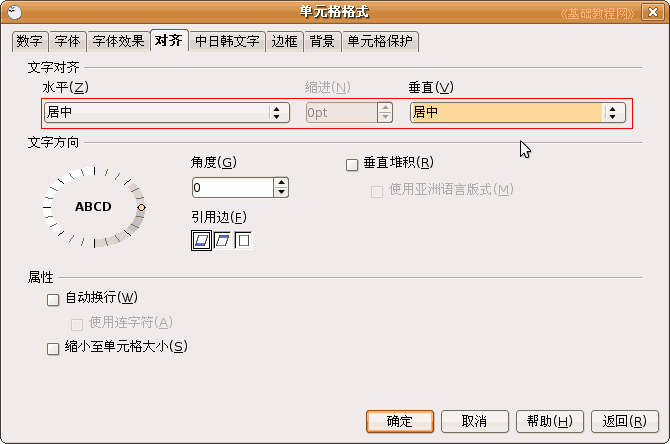 单元格格式
《基础教程网》
数字 字体 字体效果 对齐 中日韩文字 边框 背景 单元格保护
文字对齐
水平(Z) 缩进(N) 垂直(V)
居中 0pt 居中
文字方向
ABCD
角度(G)
0
引用边(F)
垂直堆积(R)
使用亚洲语言版式(M)
属性
自动换行(W)
使用连字符(A)
缩小至单元格大小(S)
确定 取消 帮助(H) 返回(R)